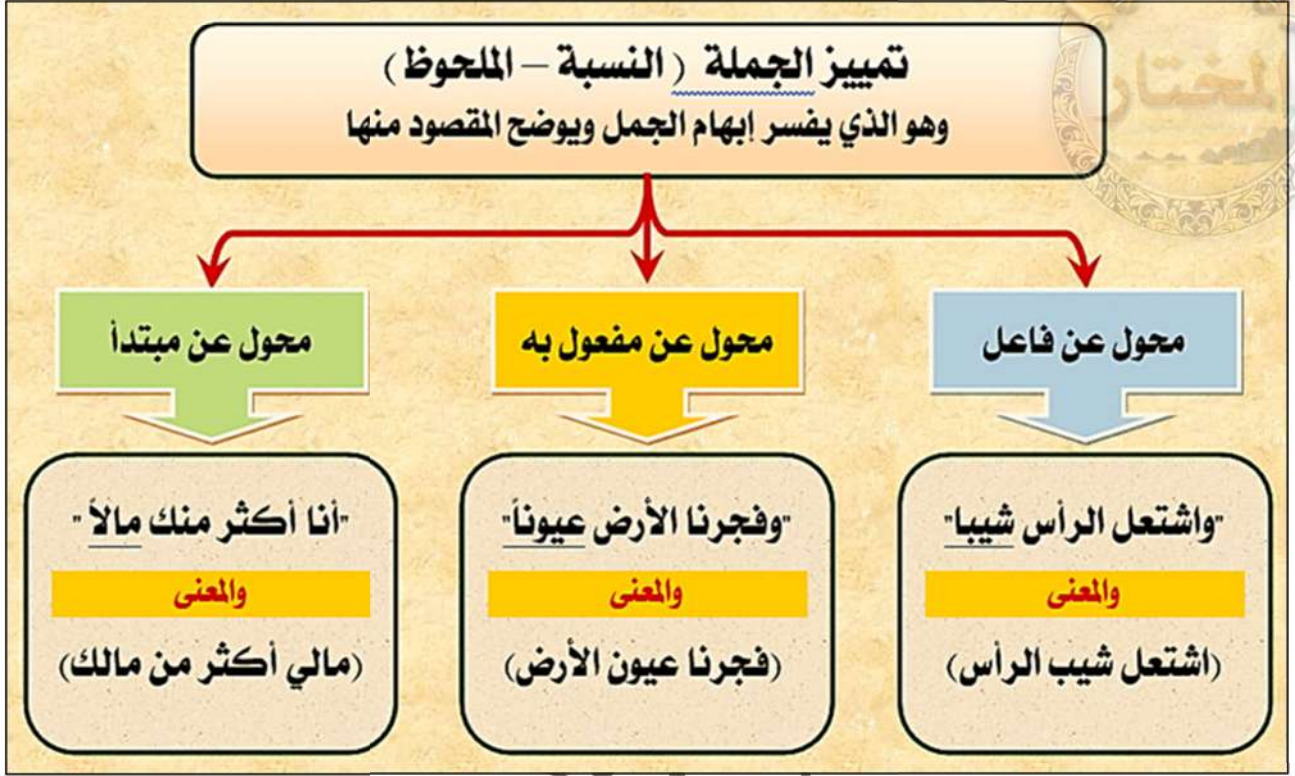 تمييز الجملة (النسبة – الملحوظ)
وهو الذي يفسر إبهام الجمل ويوضح المقصود منها
المختار
محول عن فاعل
محول عن مفعول به
محول عن مبتدأ
"واشتعل الرأس شيبا"
والمعنى
(اشتعل شيب الرأس)
"وفجرنا الأرض عيوناً"
والمعنى
(فجرنا عيون الأرض)
"أنا أكثر منك مالاً"
والمعنى
(مالي أكثر من مالك)